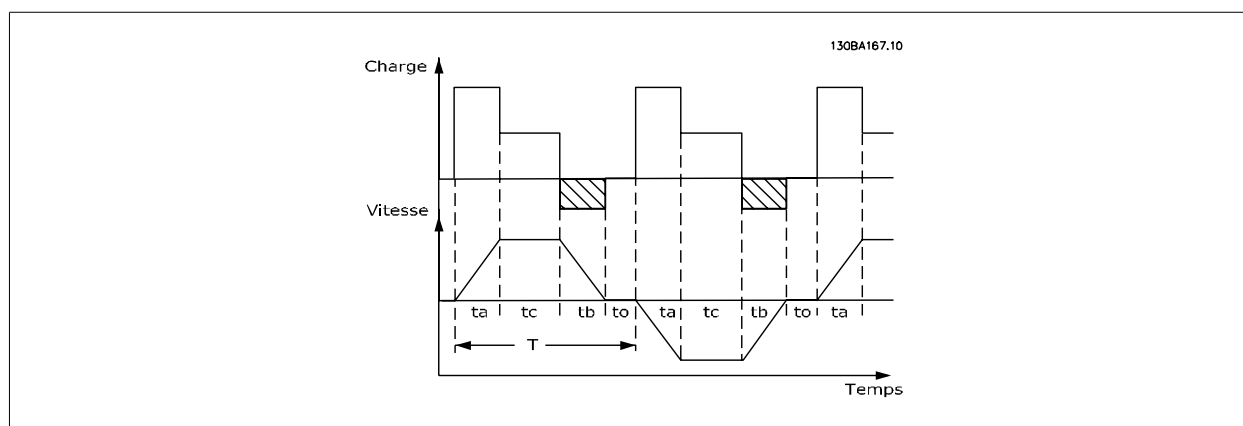 130BA167.10
Charge
Vitesse
ta tc tb to ta tc tb to ta
T
Temps